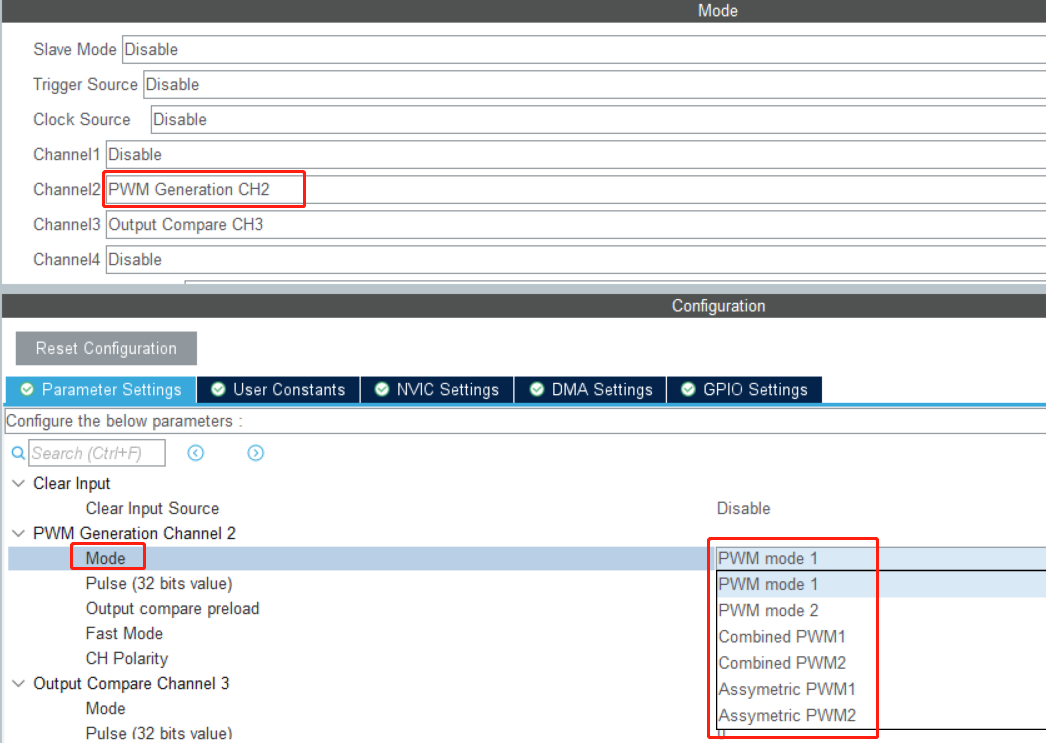 Mode
Slave Mode Disable
Trigger Source Disable
Clock Source Disable
Channel1 Disable
Channel2 PWM Generation CH2
Channel3 Output Compare CH3
Channel4 Disable
Configuration
Reset Configuration
Parameter Settings User Constants NVIC Settings DMA Settings GPIO Settings
Configure the below parameters :
Search (Ctrl+F)
Clear Input
Clear Input Source Disable
PWM Generation Channel 2
Mode PWM mode 1
Pulse (32 bits value) PWM mode 1
Output compare preload PWM mode 2
Fast Mode Combined PWM1
CH Polarity Combined PWM2
Output Compare Channel 3 Assymetric PWM1
Mode Assymetric PWM2
Pulse (32 bits value)